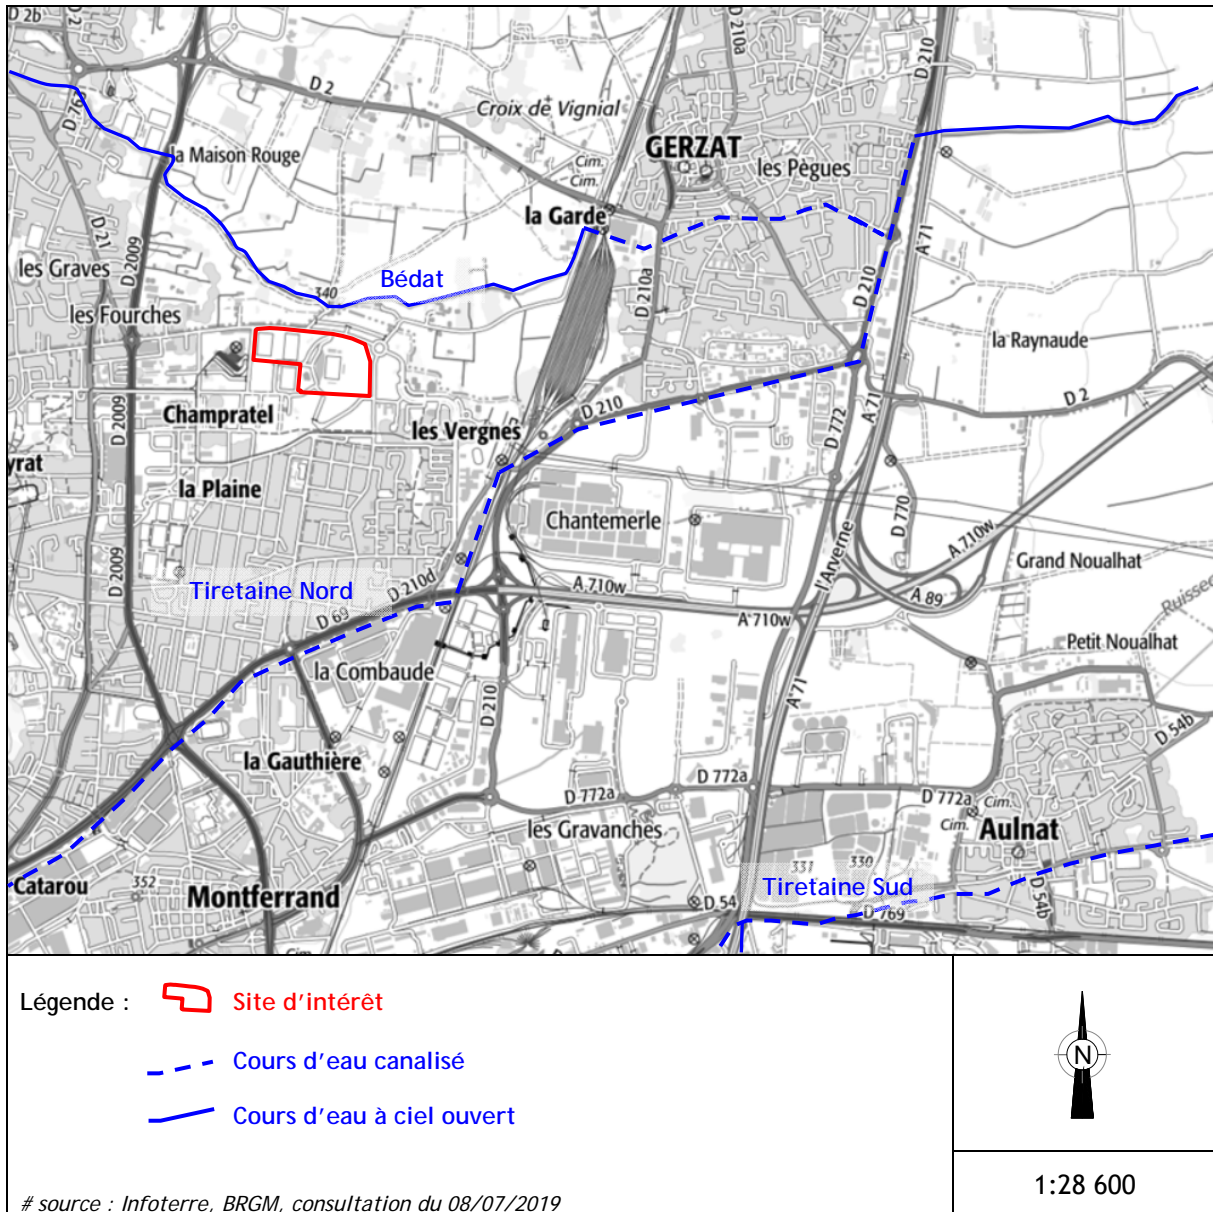 D 2b
D 2
D 210a
D 210
D 2
Croix de Vignial
D 762
la Maison Rouge
Cim.
Cim.
GERZAT
les Pègues
la Garde
D 21
D 2009
A 71
les Graves
340
Bédat
D 210a
D 210
les Fourches
la Raynaude
D 2009
Champratel
les Vergnes
D 210
D 772
A 71
D 2
yrat
la Plaine
Chantemerle
D 770
A 710w
l'Arverne
D 2009
Tiretaine Nord
D 210d
A 710w
Grand Noualhat
A 89
Ruissea
D 69
A 710w
Petit Noualhat
la Combaude
D 210
A 71
D 54b
la Gauthière
D 772a
D 772a
D 772a
Cim.
les Gravanches
Cim.
Aulnat
Catarou
352
331
330
Montferrand
Tiretaine Sud
D 54
D 769
D 54b
Cim.
Légende :
Site d'intérêt
Cours d'eau canalisé
Cours d'eau à ciel ouvert
N
1:28 600
# source : Infoterre, BRGM, consultation du 08/07/2019